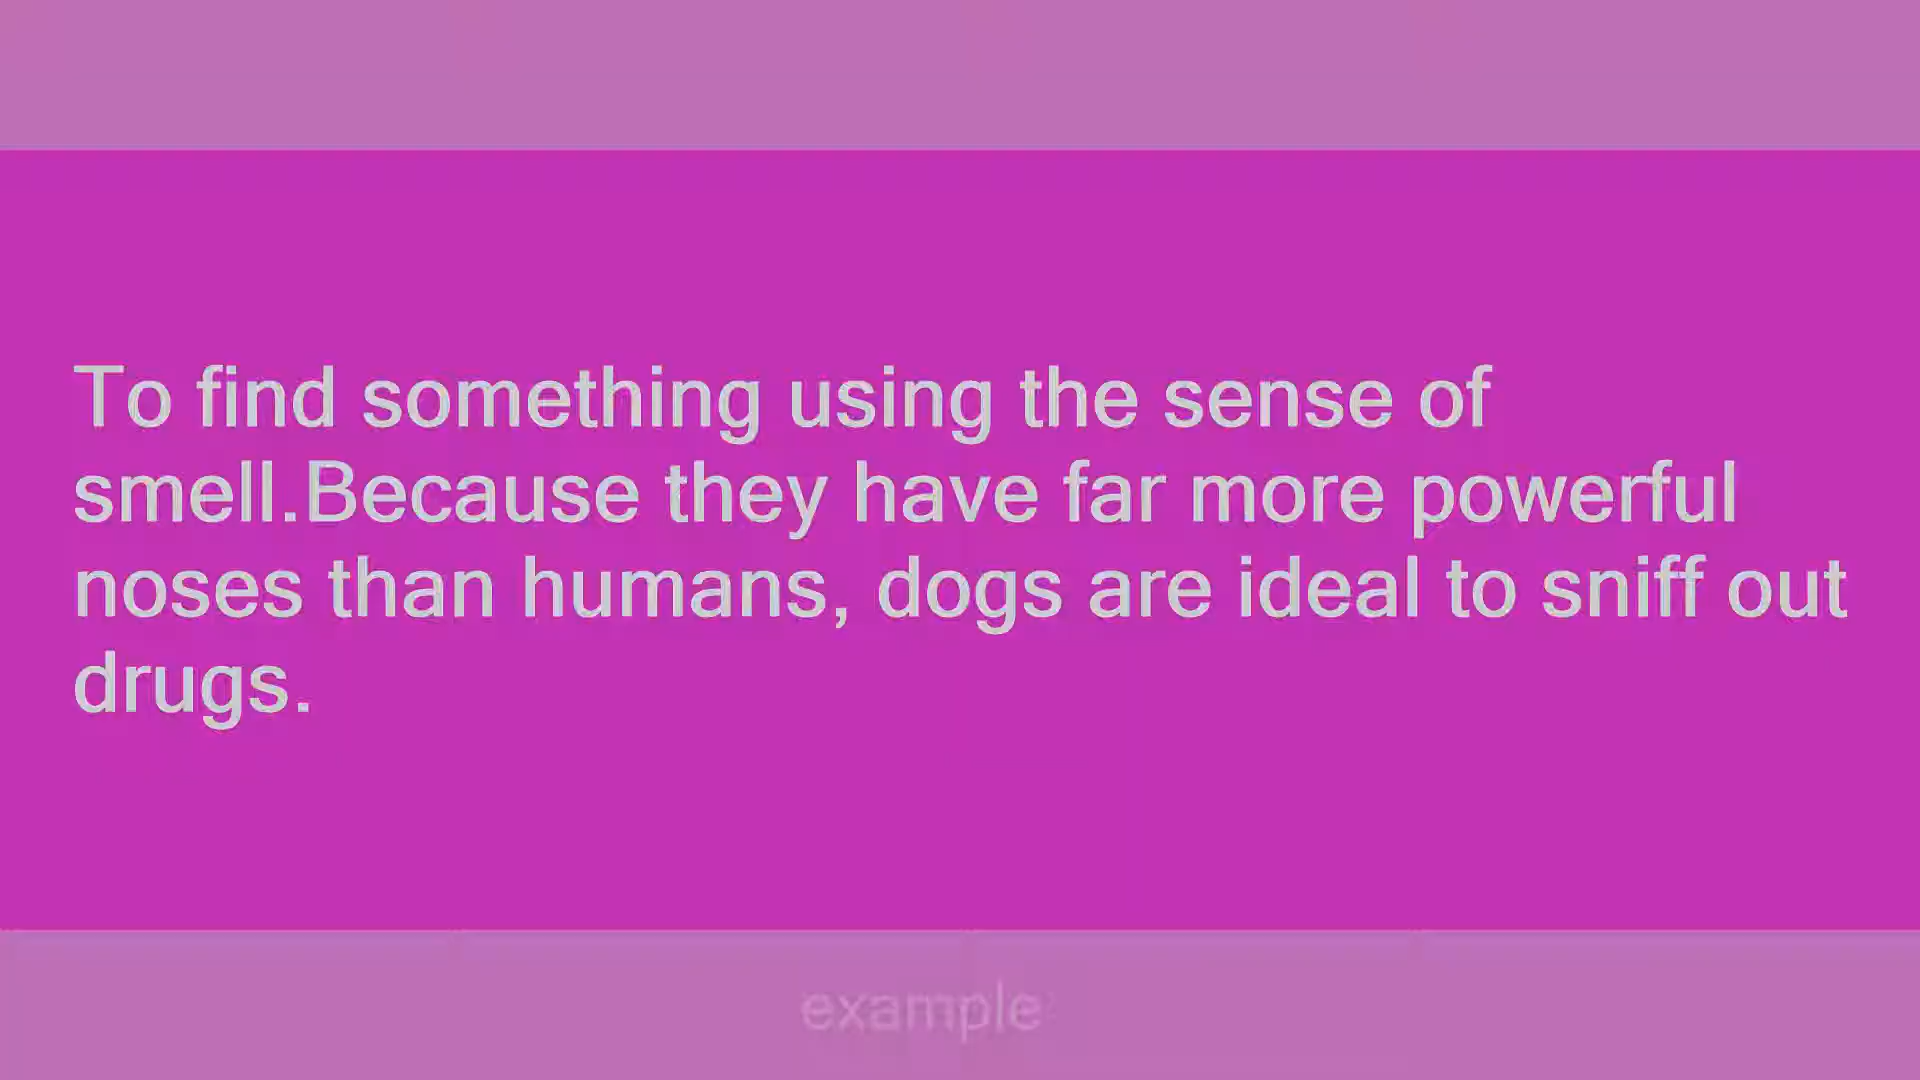 To find something using the sense of
smell.Because they have far more powerful
noses than humans, dogs are ideal to sniff out
drugs.
example